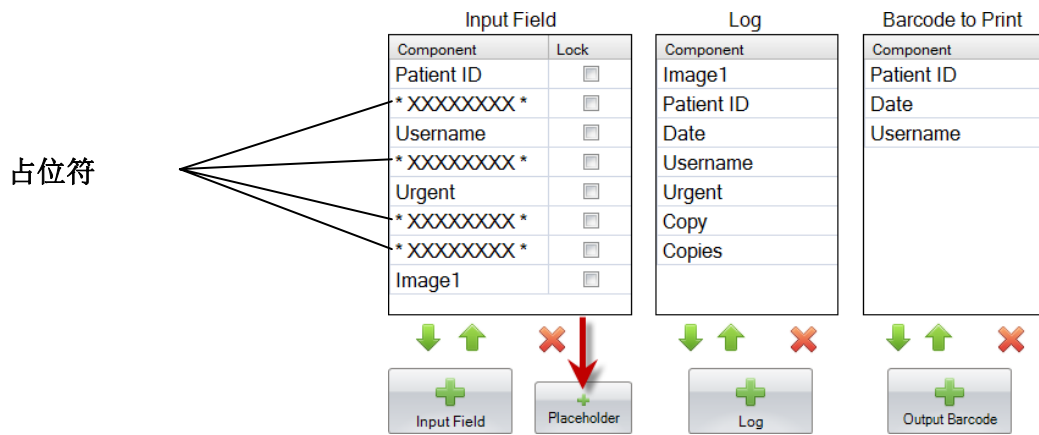 Input Field
Component Lock
Patient ID
* XXXXXXXX *
Username
* XXXXXXXX *
Urgent
* XXXXXXXX *
* XXXXXXXX *
Image1
Input Field
Placeholder
占位符
Log
Component
Image1
Patient ID
Date
Username
Urgent
Copy
Copies
Log
Barcode to Print
Component
Patient ID
Date
Username
Output Barcode